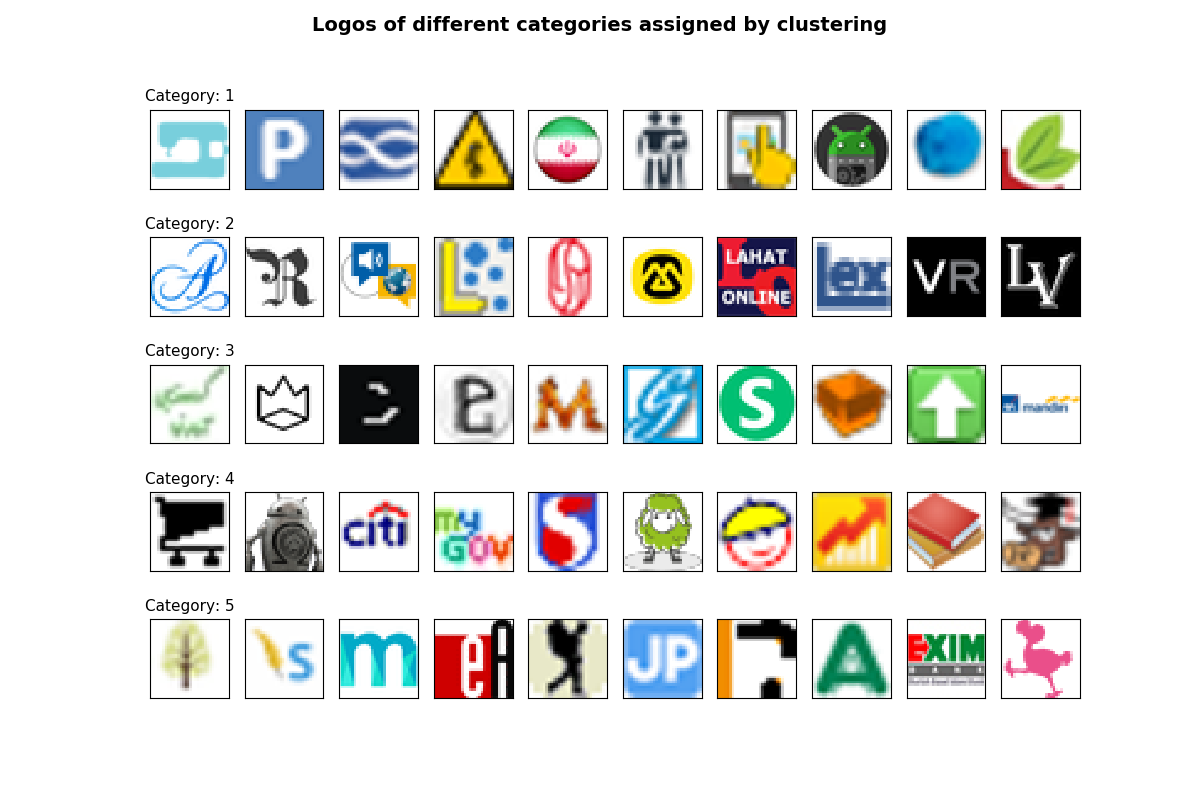 Logos of different categories assigned by clustering
Category: 1
P
Category: 2
A
R
L
LAHAT
ONLINE
lex
VR
LV
Category: 3
M
S
mandiri
Category: 4
citi
my
GOV
S
Category: 5
S
m
eA
JP
A
EXIM
BANK